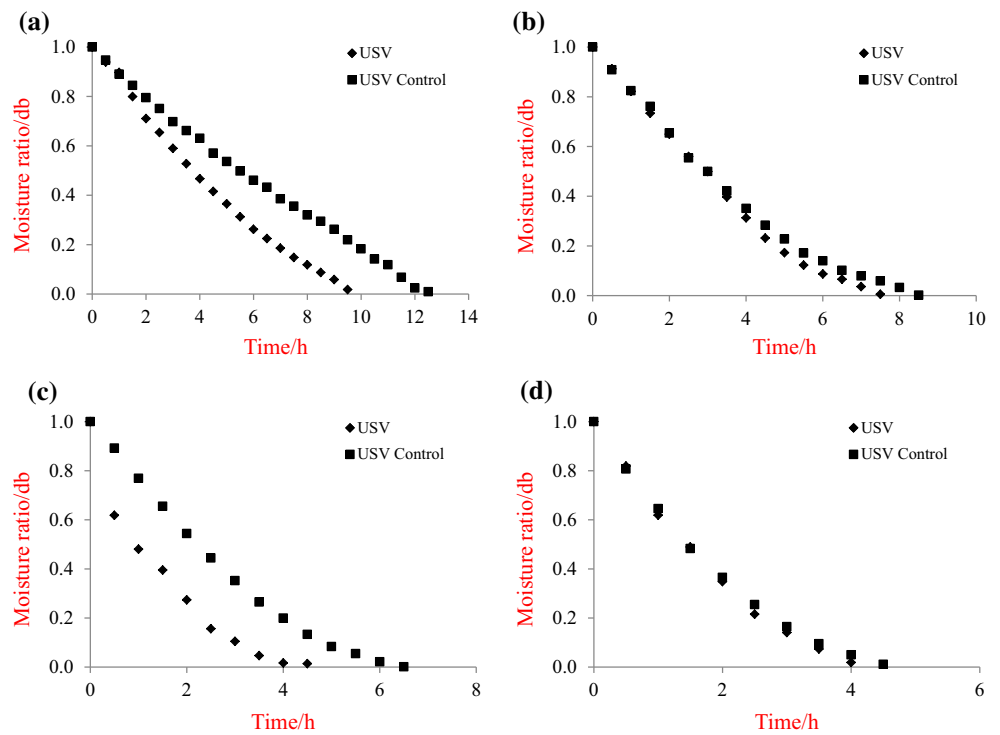 (a)
USV
USV Control
Moisture ratio/db
1.0
0.8
0.6
0.4
0.2
0.0
0 2 4 6 8 10 12 14
Time/h
(b)
USV
USV Control
Moisture ratio/db
1.0
0.8
0.6
0.4
0.2
0.0
0 2 4 6 8 10
Time/h
(c)
USV
USV Control
Moisture ratio/db
1.0
0.8
0.6
0.4
0.2
0.0
0 2 4 6 8
Time/h
(d)
USV
USV Control
Moisture ratio/db
1.0
0.8
0.6
0.4
0.2
0.0
0 2 4 6
Time/h